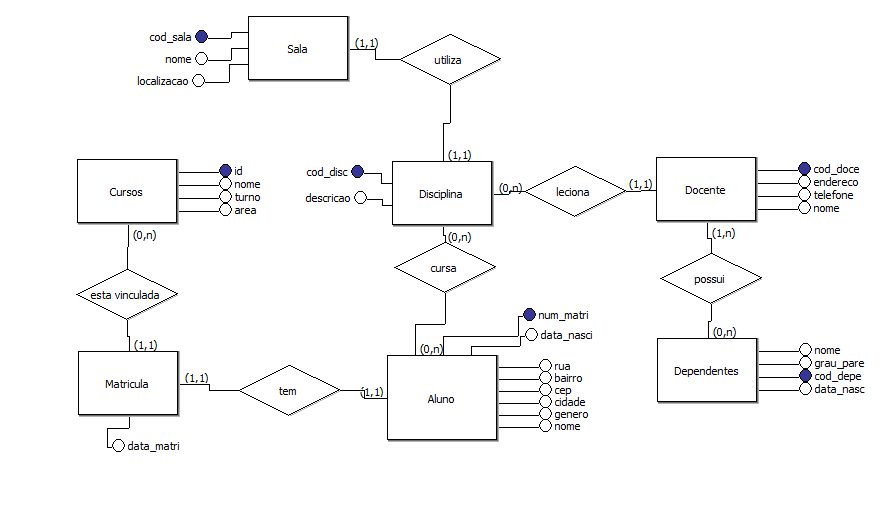 cod_sala
nome
localizacao
Sala
(1,1)
utiliza
(1,1)
Cursos
id
nome
turno
area
(0,n)
cod_disc
descricao
Disciplina
(0,n)
leciona
(1,1)
Docente
cod_doce
endereco
telefone
nome
(1,n)
(0,n)
cursa
possui
esta vinculada
(1,1)
(0,n)
num_matri
data_nasci
(0,n)
Matricula
(1,1)
tem
(1,1)
Aluno
rua
bairro
cep
cidade
genero
nome
Dependentes
nome
grau_pare
cod_depe
data_nasc
data_matri